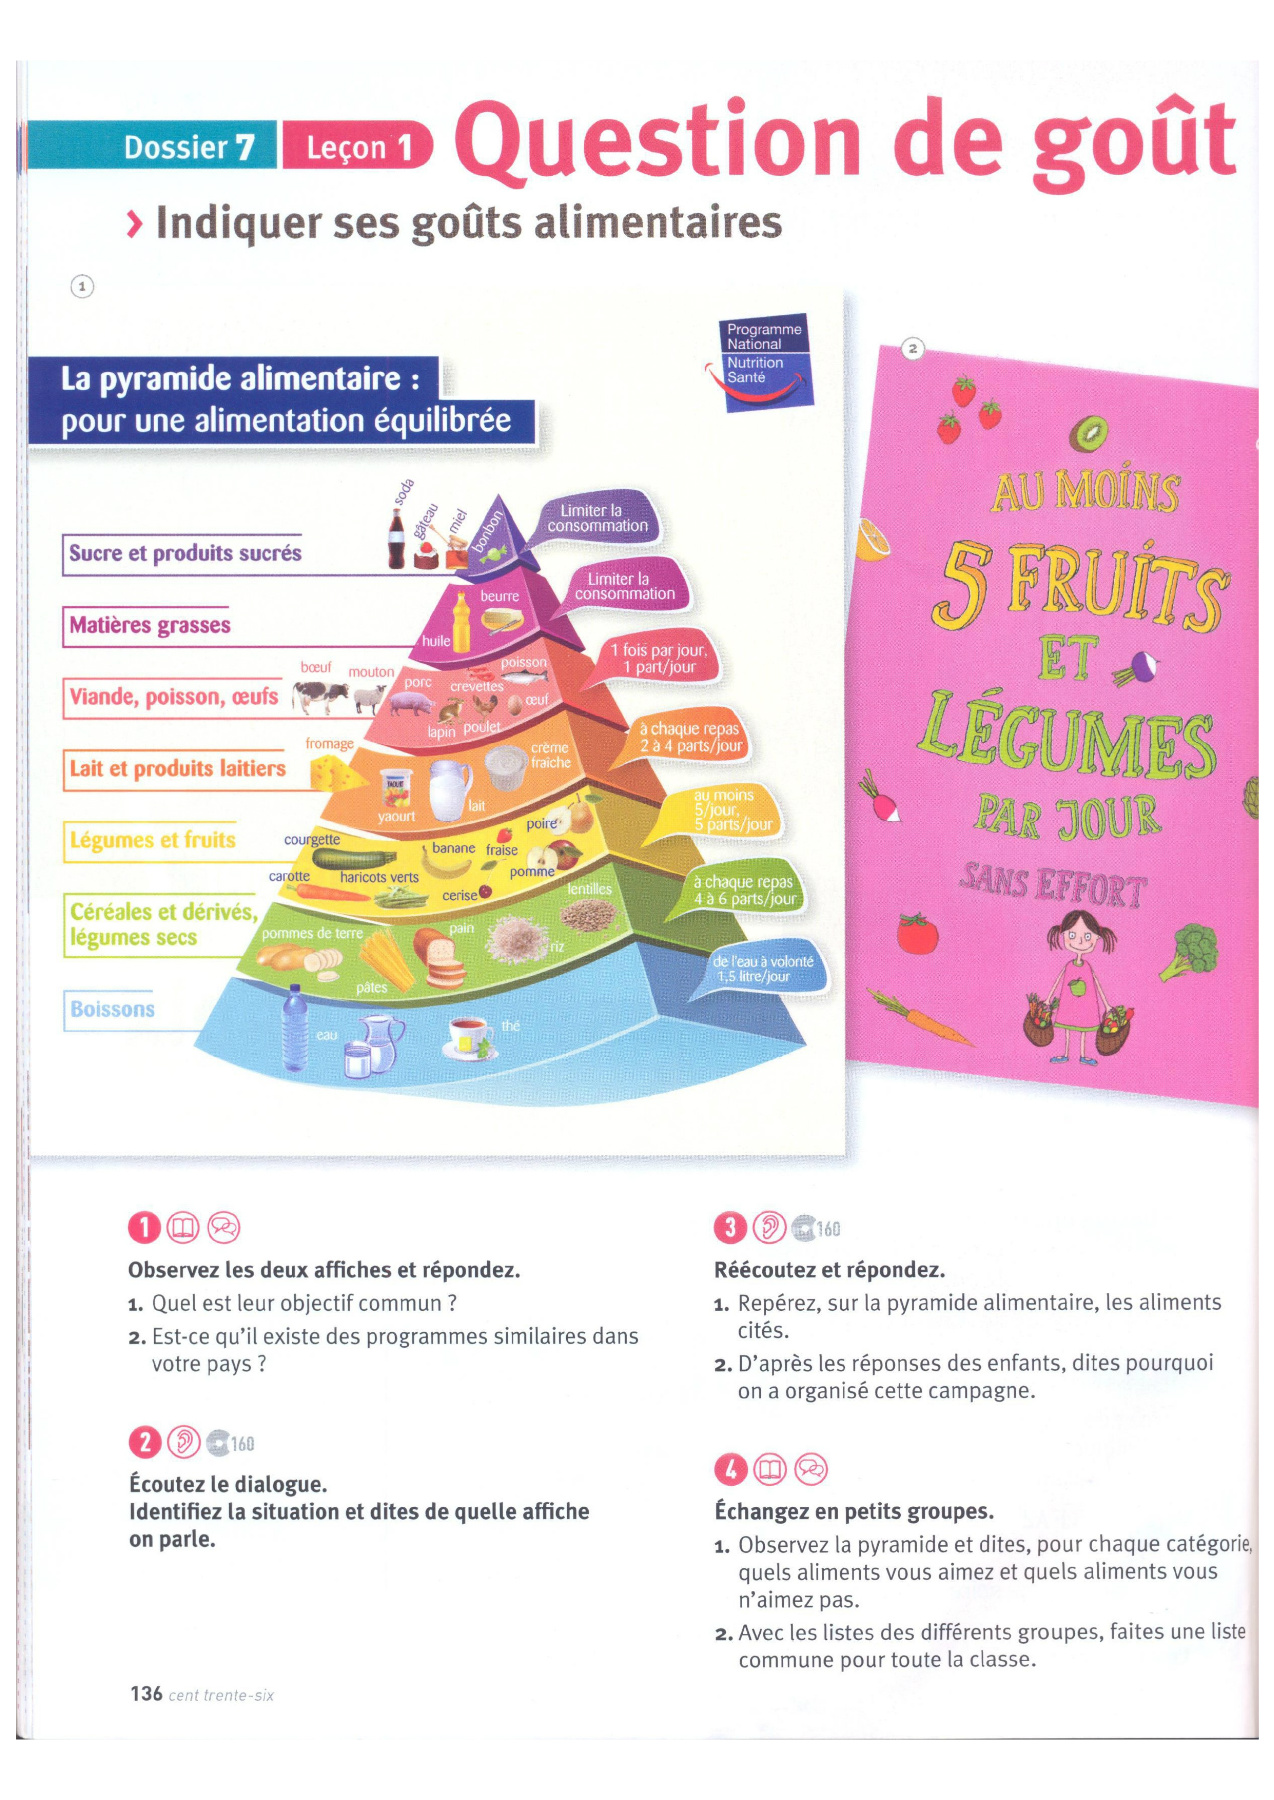 Dossier 7 Leçon 1 Question de goût
› Indiquer ses goûts alimentaires
1
Programme
National
Nutrition
Santé
La pyramide alimentaire :
pour une alimentation équilibrée
soda
gâteau
miel
bonbon
Limiter la
consommation
Sucre et produits sucrés
Limiter la
consommation
beurre
huile
Matières grasses
1 fois par jour,
1 part/jour
bœuf
mouton
porc
crevettes
poisson
œuf
lapin
poulet
Viande, poisson, œufs
à chaque repas
2 à 4 parts/jour
fromage
crème
fraîche
yaourt
lait
YAOURT
Lait et produits laitiers
au moins
5/jour,
5 parts/jour
Légumes et fruits
courgette
banane
fraise
poire
carotte
haricots verts
cerise
pomme
à chaque repas
4 à 6 parts/jour
Céréales et dérivés,
légumes secs
pommes de terre
pain
lentilles
riz
pâtes
de l'eau à volonté
1,5 litre/jour
Boissons
eau
thé
2
AU MOINS
5 FRUITS
ET
LÉGUMES
PAR JOUR
SANS EFFORT
1
Observez les deux affiches et répondez.
1. Quel est leur objectif commun ?
2. Est-ce qu'il existe des programmes similaires dans
votre pays ?
2 160
Écoutez le dialogue.
Identifiez la situation et dites de quelle affiche
on parle.
3 160
Réécoutez et répondez.
1. Repérez, sur la pyramide alimentaire, les aliments
cités.
2. D'après les réponses des enfants, dites pourquoi
on a organisé cette campagne.
4
Échangez en petits groupes.
1. Observez la pyramide et dites, pour chaque catégorie,
quels aliments vous aimez et quels aliments vous
n'aimez pas.
2. Avec les listes des différents groupes, faites une liste
commune pour toute la classe.
136 cent trente-six